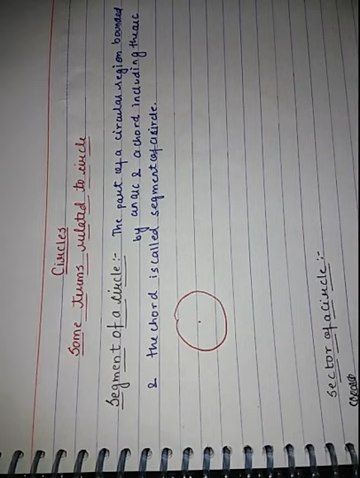 Circles
Some terms related to circle
Segment of a circle:- The part of a circular region bounded
by an arc & a chord including the arc
& the chord is called segment of a circle.
Sector of a circle:-